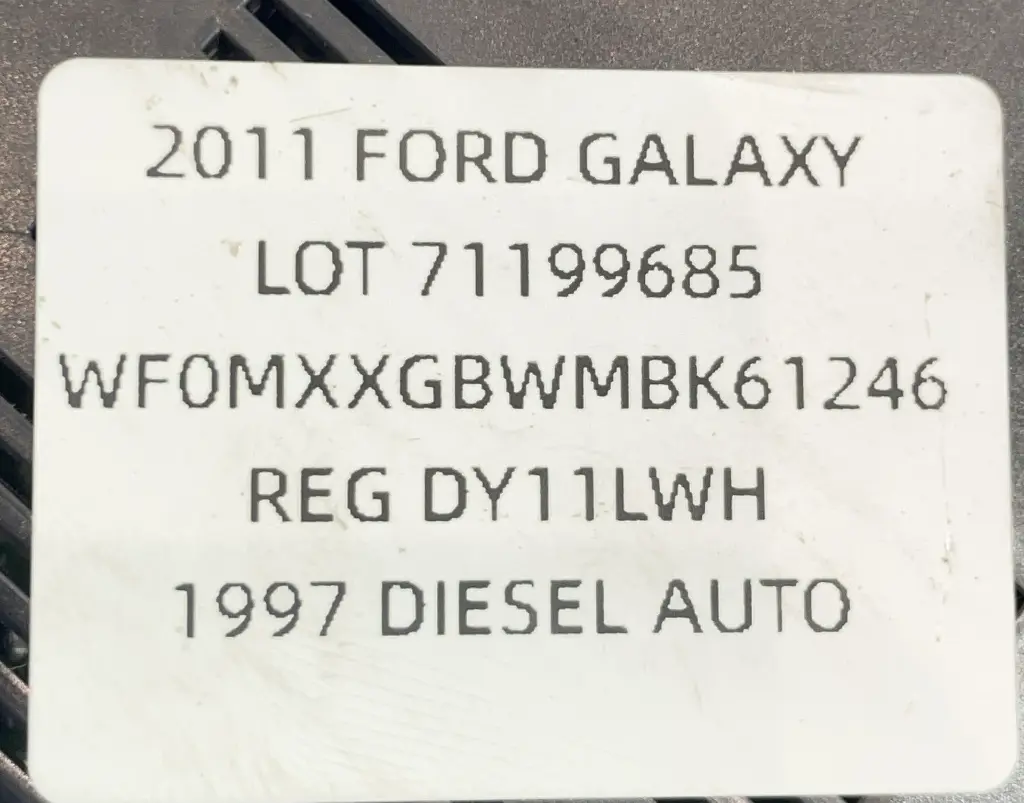 2011 FORD GALAXY
LOT 71199685
WF0MXXGBWMBK61246
REG DY11LWH
1997 DIESEL AUTO